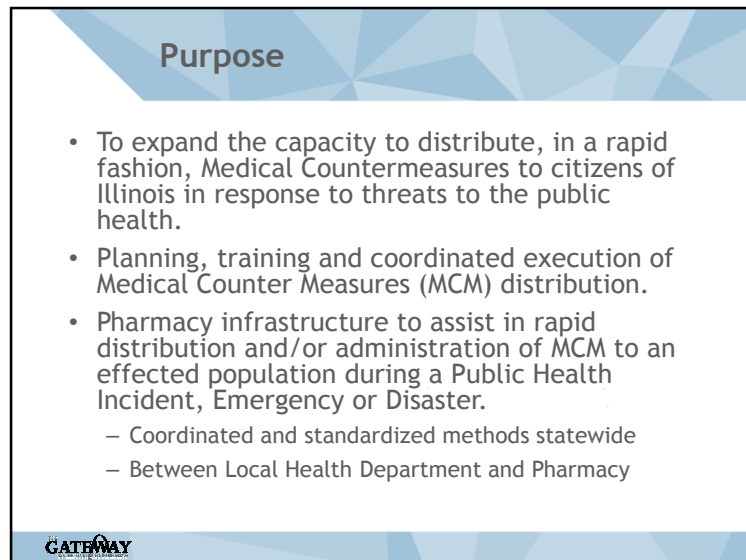 Purpose
• To expand the capacity to distribute, in a rapid
fashion, Medical Countermeasures to citizens of
Illinois in response to threats to the public
health.
• Planning, training and coordinated execution of
Medical Counter Measures (MCM) distribution.
• Pharmacy infrastructure to assist in rapid
distribution and/or administration of MCM to an
effected population during a Public Health
Incident, Emergency or Disaster.
– Coordinated and standardized methods statewide
– Between Local Health Department and Pharmacy
GATEWAY